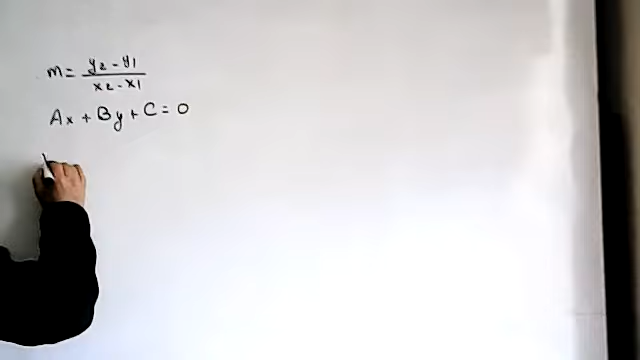 m = y2 - y1 / x2 - x1
Ax + By + C = 0